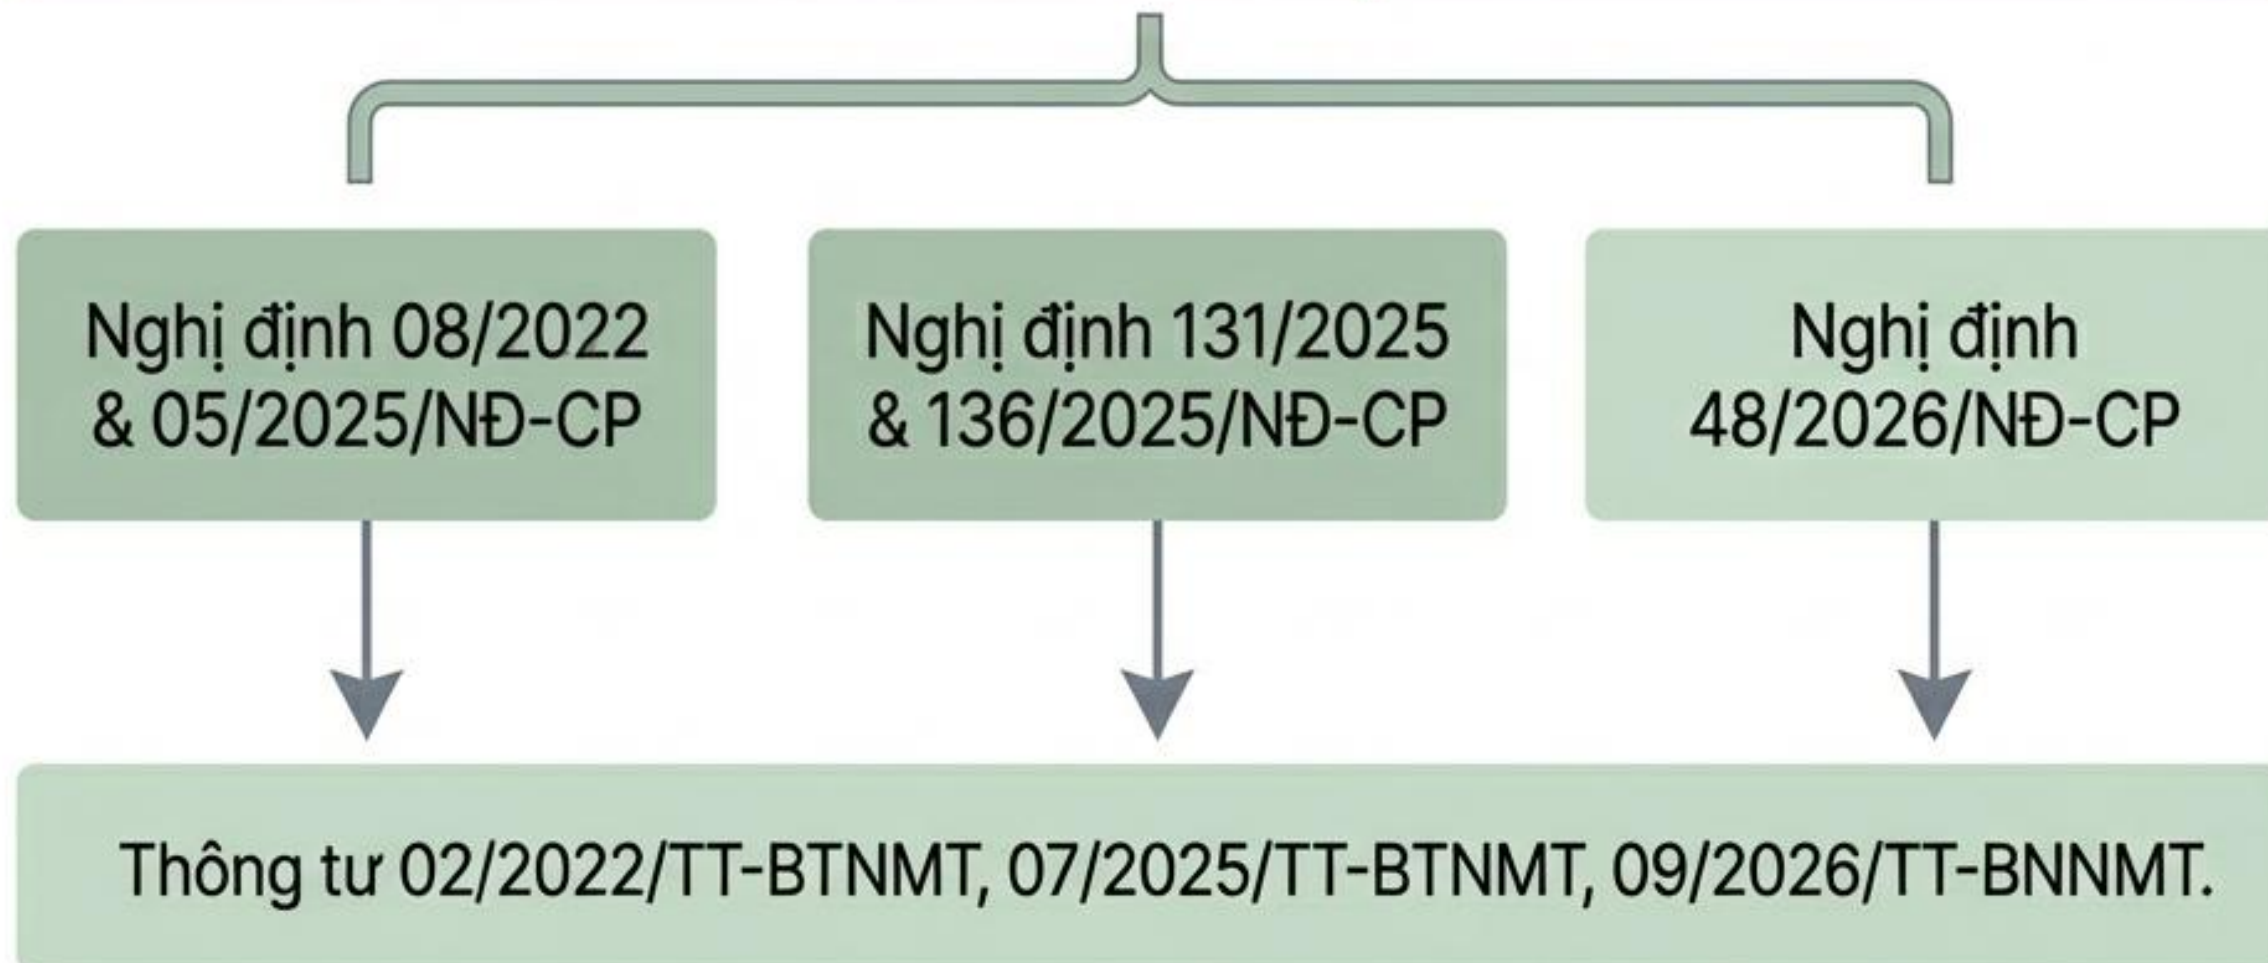 Nghị định 08/2022
& 05/2025/NĐ-CP
Nghị định 131/2025
& 136/2025/NĐ-CP
Nghị định
48/2026/NĐ-CP
Thông tư 02/2022/TT-BTNMT, 07/2025/TT-BTNMT, 09/2026/TT-BNNMT.